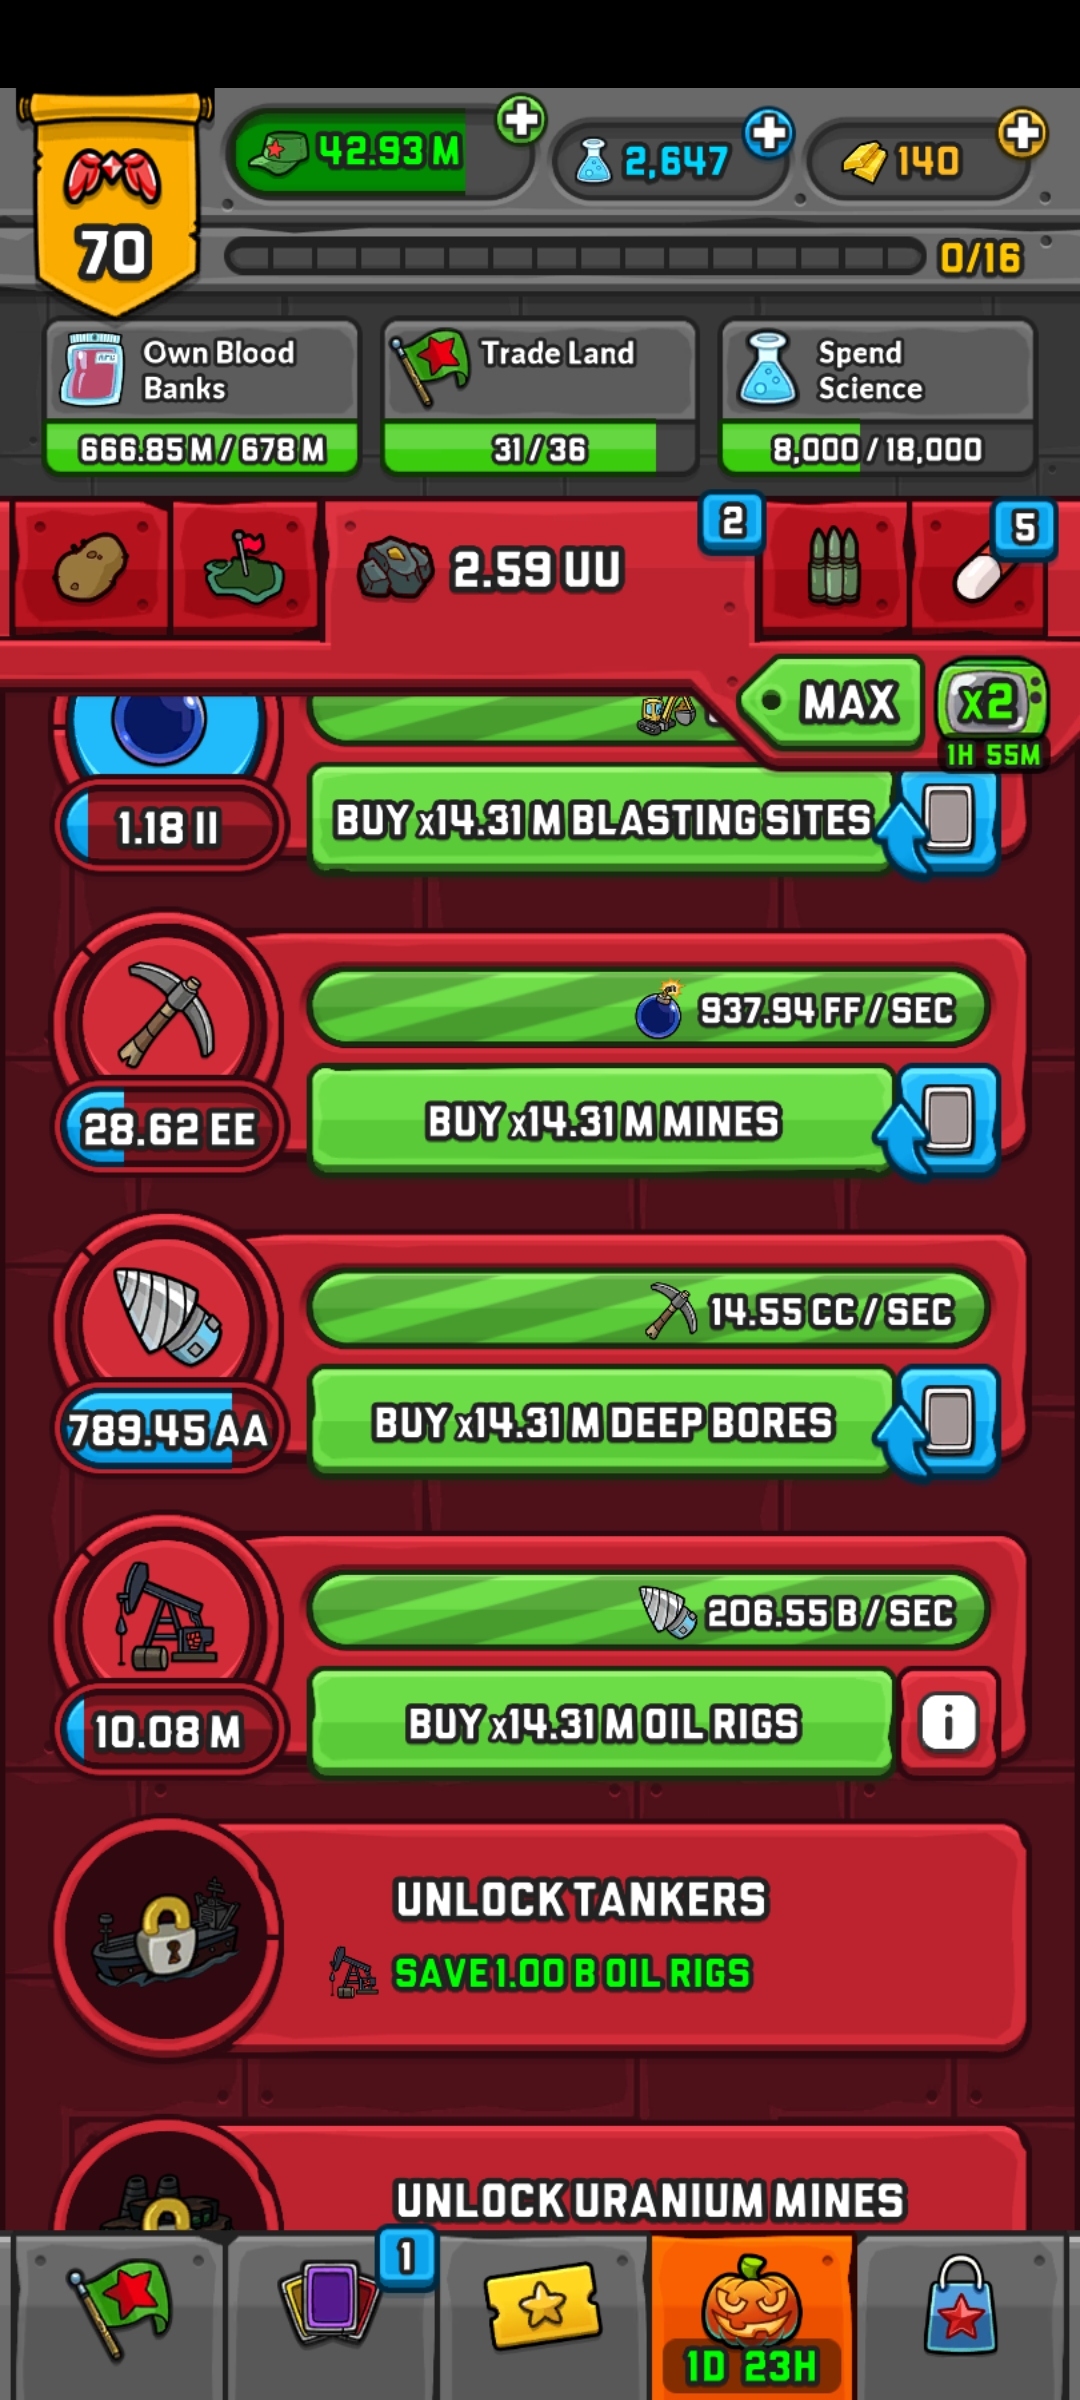 70
42.93 M
2,647
140
0/16
Own Blood
Banks
666.85 M / 678 M
Trade Land
31 / 36
Spend
Science
8,000 / 18,000
2.59 UU
2
5
MAX
x2
1H 55M
1.18 II
BUY x14.31 M BLASTING SITES
937.94 FF / SEC
28.62 EE
BUY x14.31 M MINES
14.55 CC / SEC
789.45 AA
BUY x14.31 M DEEP BORES
206.55 B / SEC
10.08 M
BUY x14.31 M OIL RIGS
i
UNLOCK TANKERS
SAVE 1.00 B OIL RIGS
UNLOCK URANIUM MINES
1
1D 23H